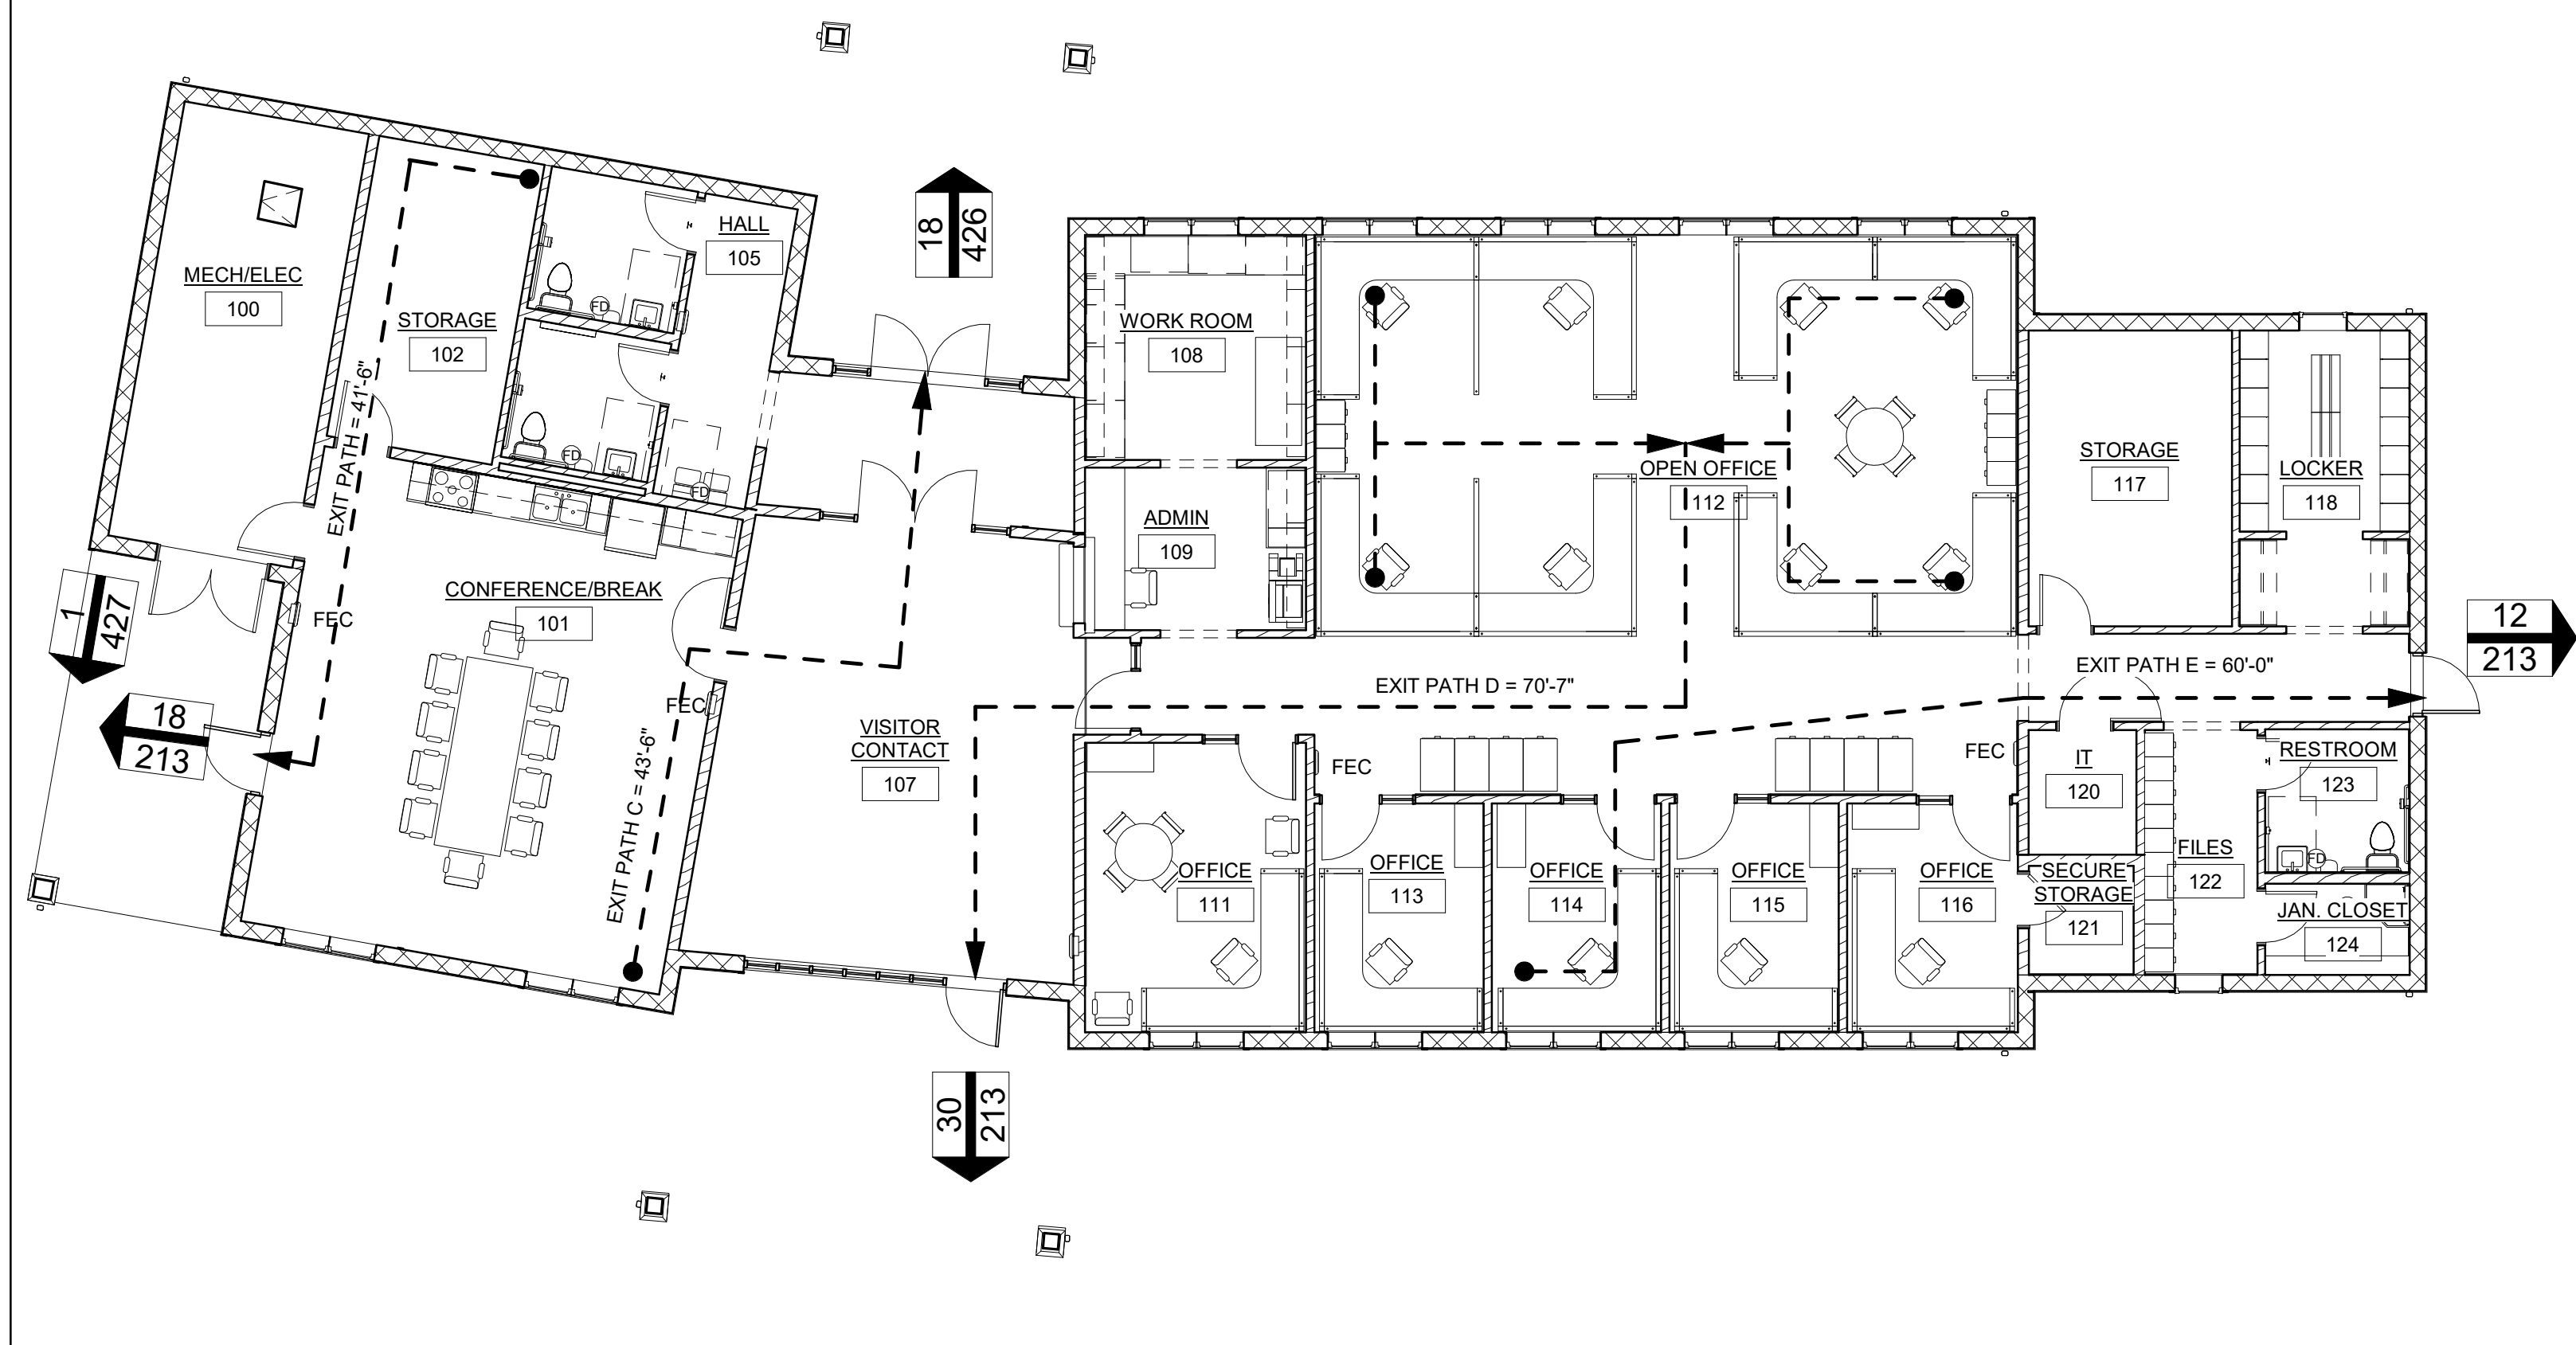 MECH/ELEC
100
STORAGE
102
HALL
105
FD
FD
FD
EXIT PATH = 41'-6"
CONFERENCE/BREAK
101
FEC
FEC
EXIT PATH C = 43'-6"
1
427
18
213
18
426
VISITOR
CONTACT
107
30
213
WORK ROOM
108
ADMIN
109
OPEN OFFICE
112
EXIT PATH D = 70'-7"
EXIT PATH E = 60'-0"
OFFICE
111
FEC
OFFICE
113
OFFICE
114
OFFICE
115
OFFICE
116
FEC
STORAGE
117
LOCKER
118
12
213
IT
120
SECURE
STORAGE
121
FILES
122
RESTROOM
123
FD
JAN. CLOSET
124